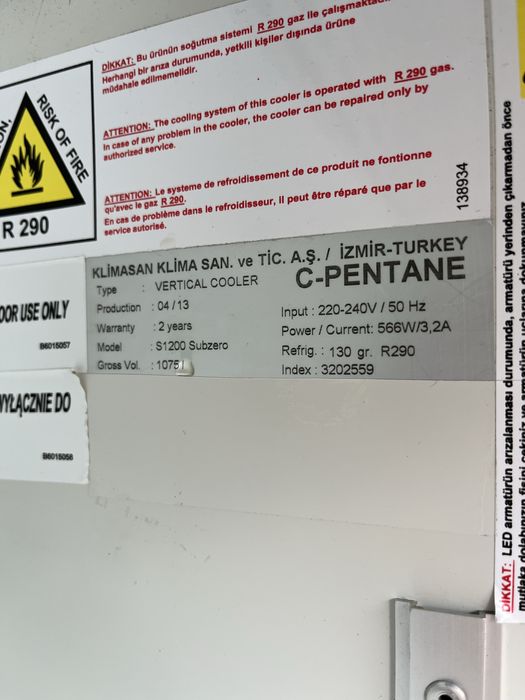 DİKKAT: Bu ürünün soğutma sistemi R 290 gaz ile
Herhangi bir arıza durumunda, yetkili kişiler dışında ürüne
müdahale edilmemelidir.
RISK OF FIRE
R 290
ATTENTION: The cooling system of this cooler is operated with R 290 gas.
In case of any problem in the cooler, the cooler can be repaired only by
authorized service.
ATTENTION: Le systeme de refroidissement de ce produit ne fontionne
qu'avec le gaz R 290.
En cas de problème dans le refroidisseur, il peut être réparé que par le
service autorisé.
138934
KLİMASAN KLİMA SAN. ve TİC. A.Ş. / İZMİR-TURKEY
Type : VERTICAL COOLER
C-PENTANE
Production : 04/13
Warranty : 2 years
Model : S1200 Subzero
Gross Vol. : 1075 l
Input : 220-240V / 50 Hz
Power / Current: 566W/3,2A
Refrig. : 130 gr. R290
Index : 3202559
USE ONLY
B6015057
WYŁĄCZNIE DO
B6015056
DİKKAT: LED armatürün arızalanması durumunda, armatürü yerinden çıkarmadan önce